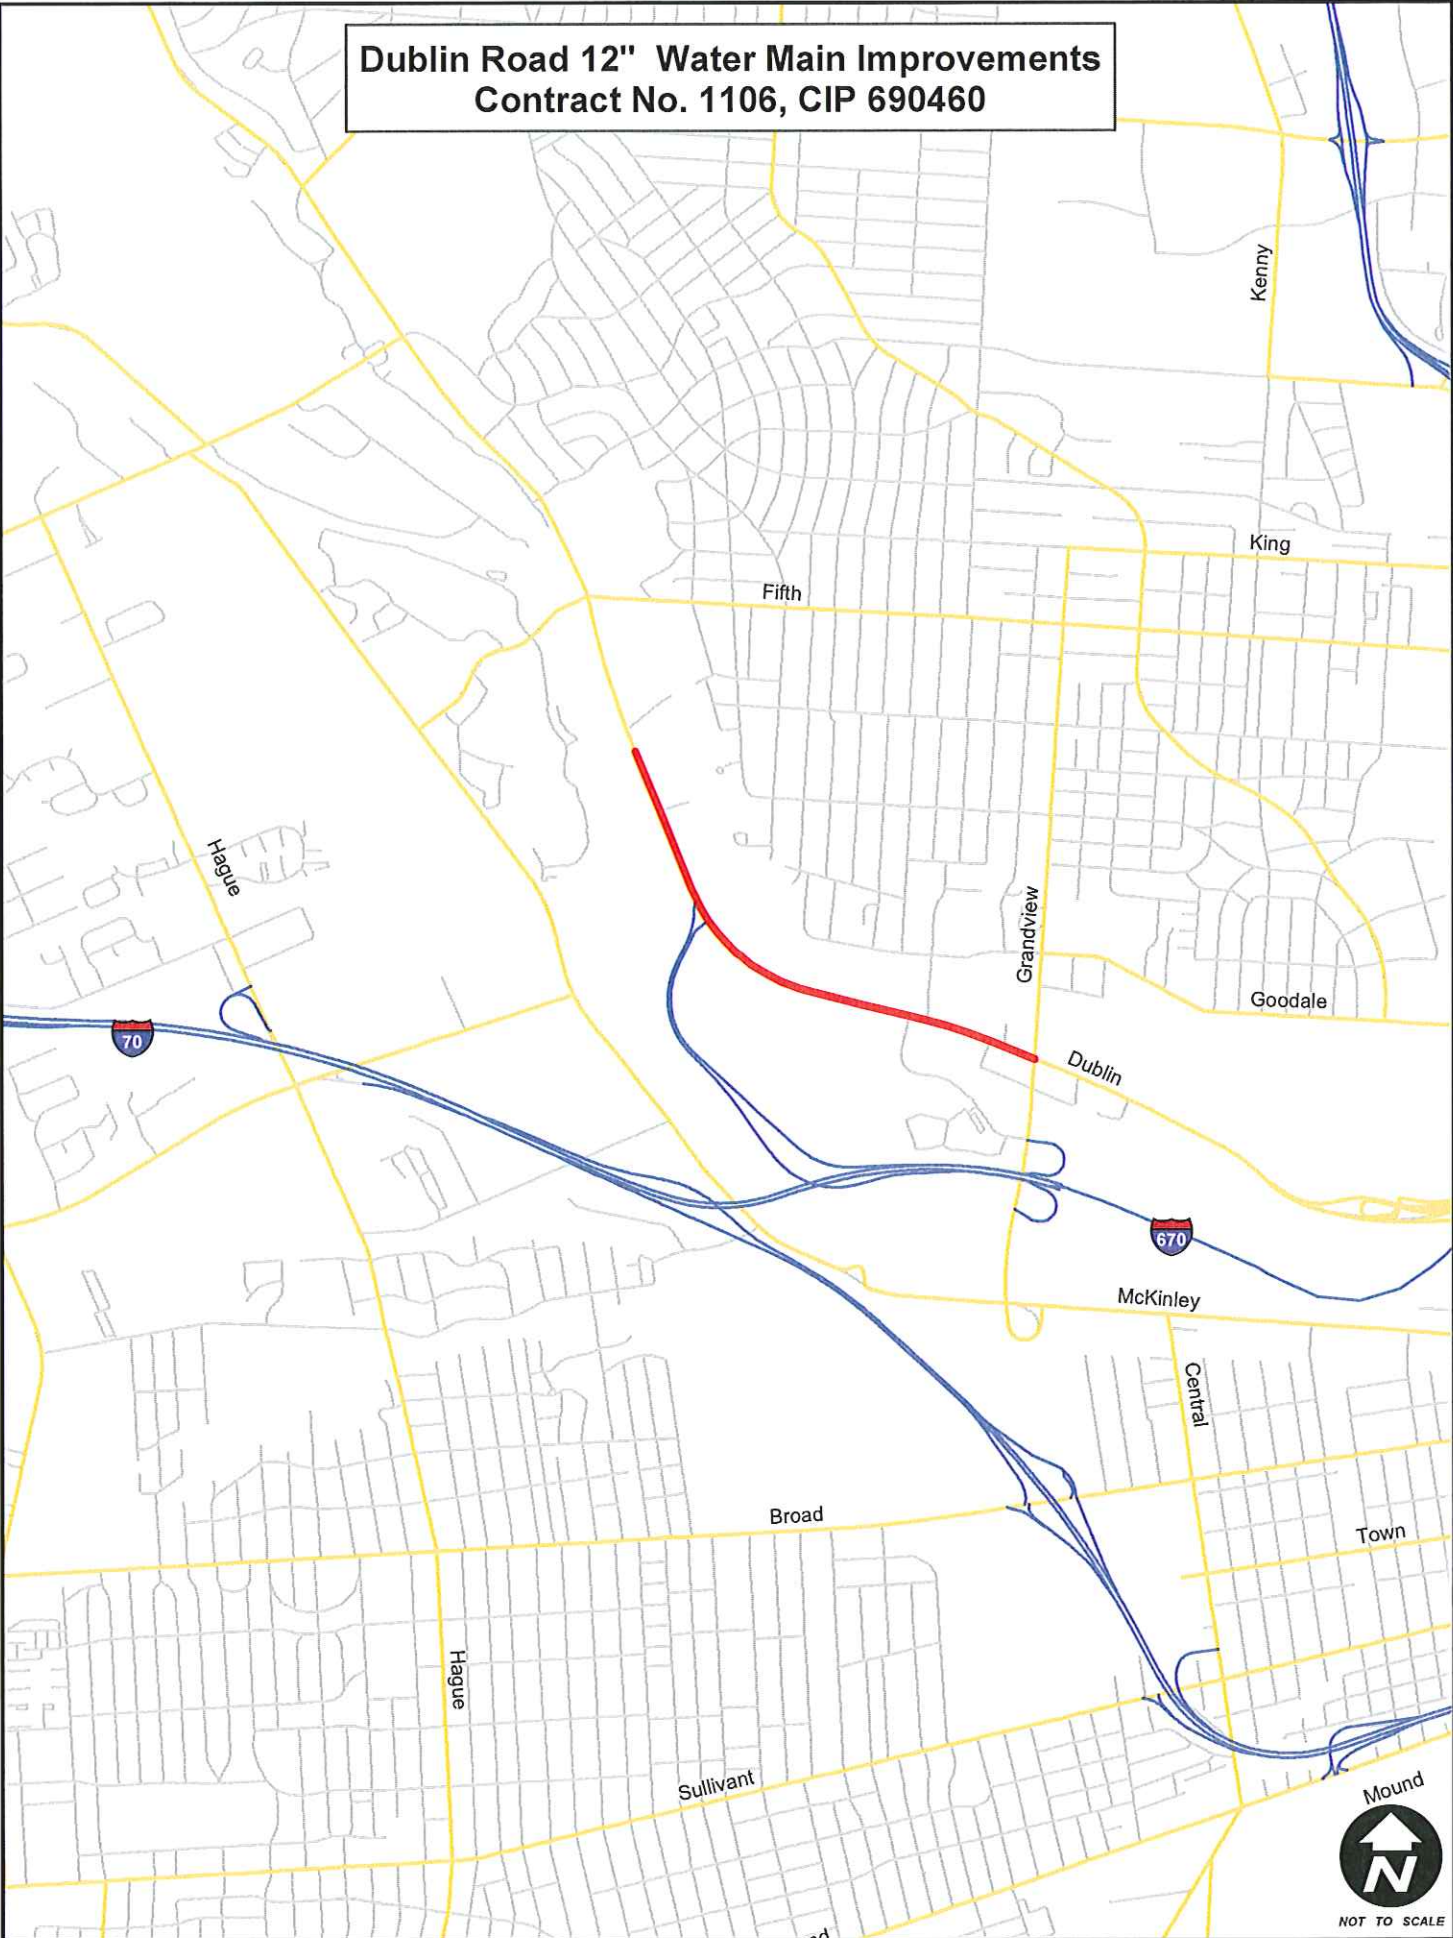 Dublin Road 12" Water Main Improvements
Contract No. 1106, CIP 690460
Kenny
King
Fifth
Hague
Grandview
Goodale
70
Dublin
670
McKinley
Central
Broad
Town
Hague
Sullivant
Mound
N
NOT TO SCALE